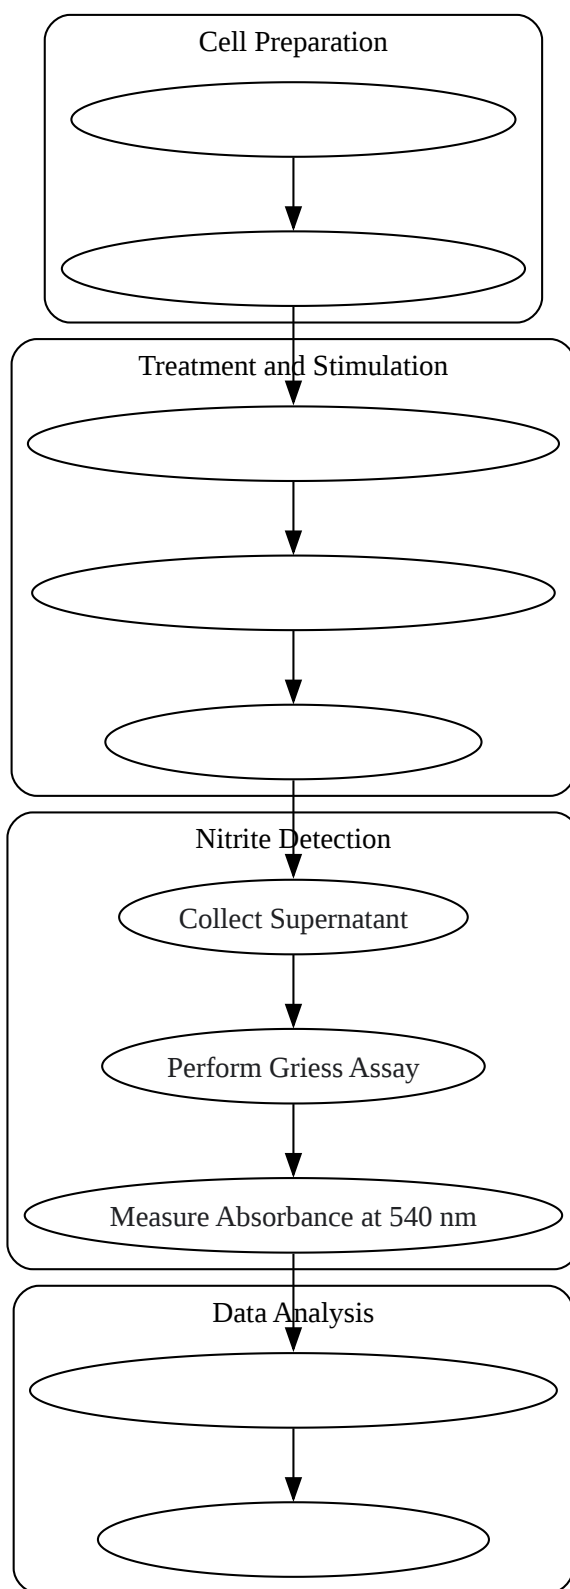 Cell Preparation
Treatment and Stimulation
Nitrite Detection
Collect Supernatant
Perform Griess Assay
Measure Absorbance at 540 nm
Data Analysis